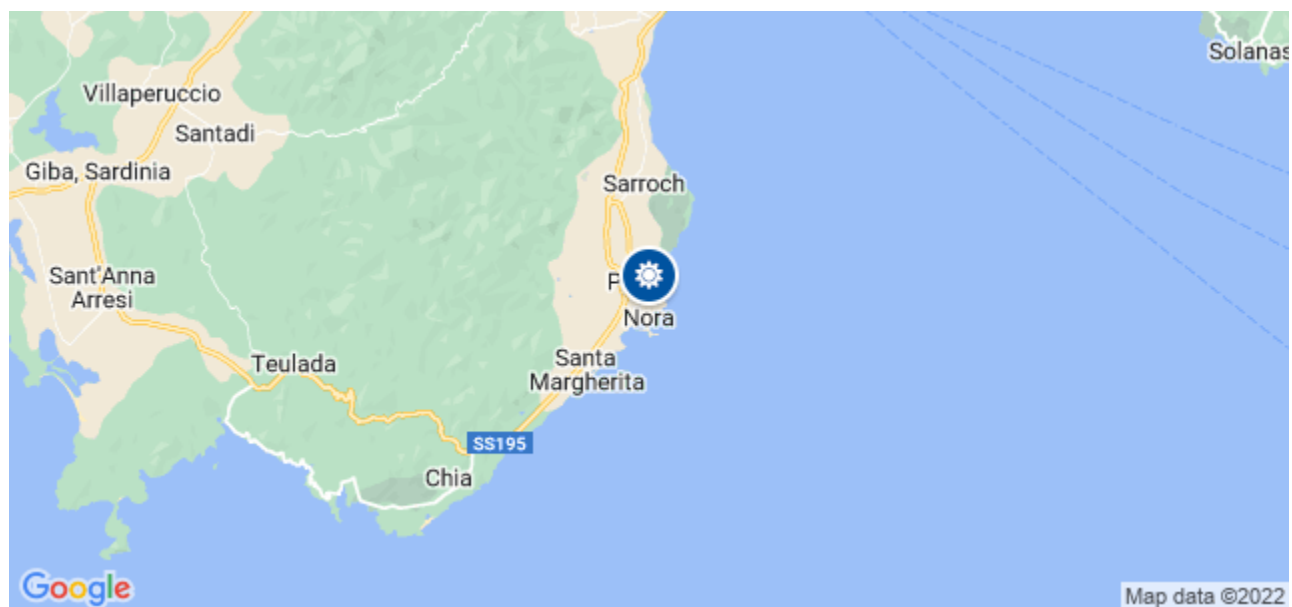 Solanas
Villaperuccio
Santadi
Giba, Sardinia
Sarroch
Sant'Anna
Arresi
P
Nora
Teulada
Santa
Margherita
SS195
Chia
Google
Map data ©2022